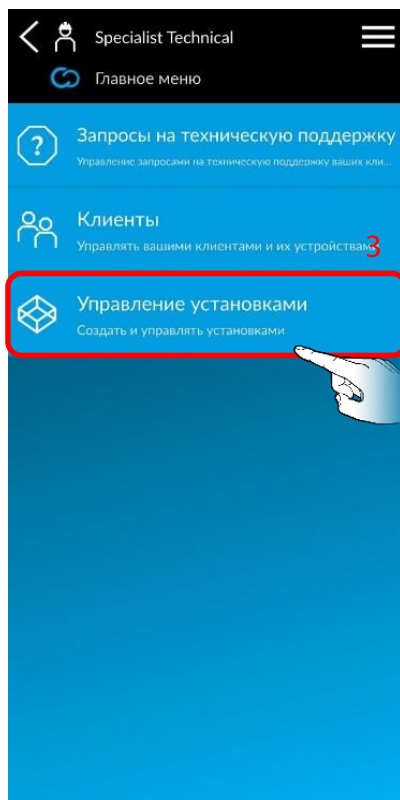 Specialist Technical
Главное меню
?
Запросы на техническую поддержку
Управление запросами на техническую поддержку ваших кли...
Клиенты
Управлять вашими клиентами и их устройствами
3
Управление установками
Создать и управлять установками